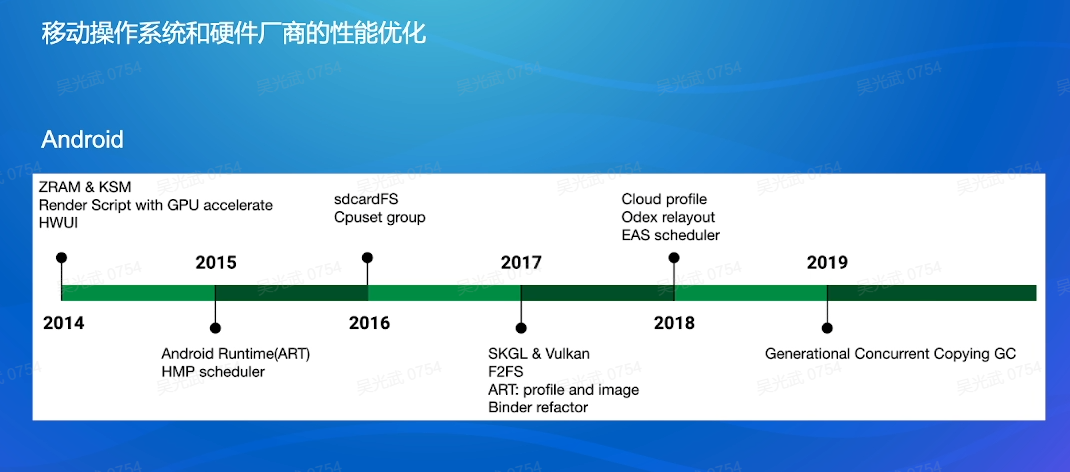 移动操作系统和硬件厂商的性能优化
Android
ZRAM & KSM
Render Script with GPU accelerate
HWUI
sdcardFS
Cpuset group
Cloud profile
Odex relayout
EAS scheduler
2015
2017
2019
2014
2016
2018
Android Runtime(ART)
HMP scheduler
SKGL & Vulkan
F2FS
ART: profile and image
Binder refactor
Generational Concurrent Copying GC
吴光武 0754